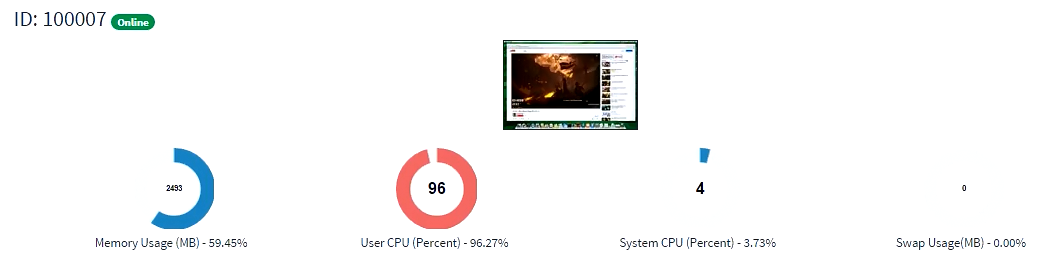 ID: 100007 Online
2493
96
4
0
Memory Usage (MB) - 59.45%
User CPU (Percent) - 96.27%
System CPU (Percent) - 3.73%
Swap Usage(MB) - 0.00%